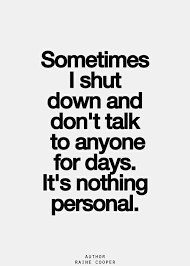 Sometimes
I shut
down and
don't talk
to anyone
for days.
It's nothing
personal.
AUTHOR
RAINE COOPER